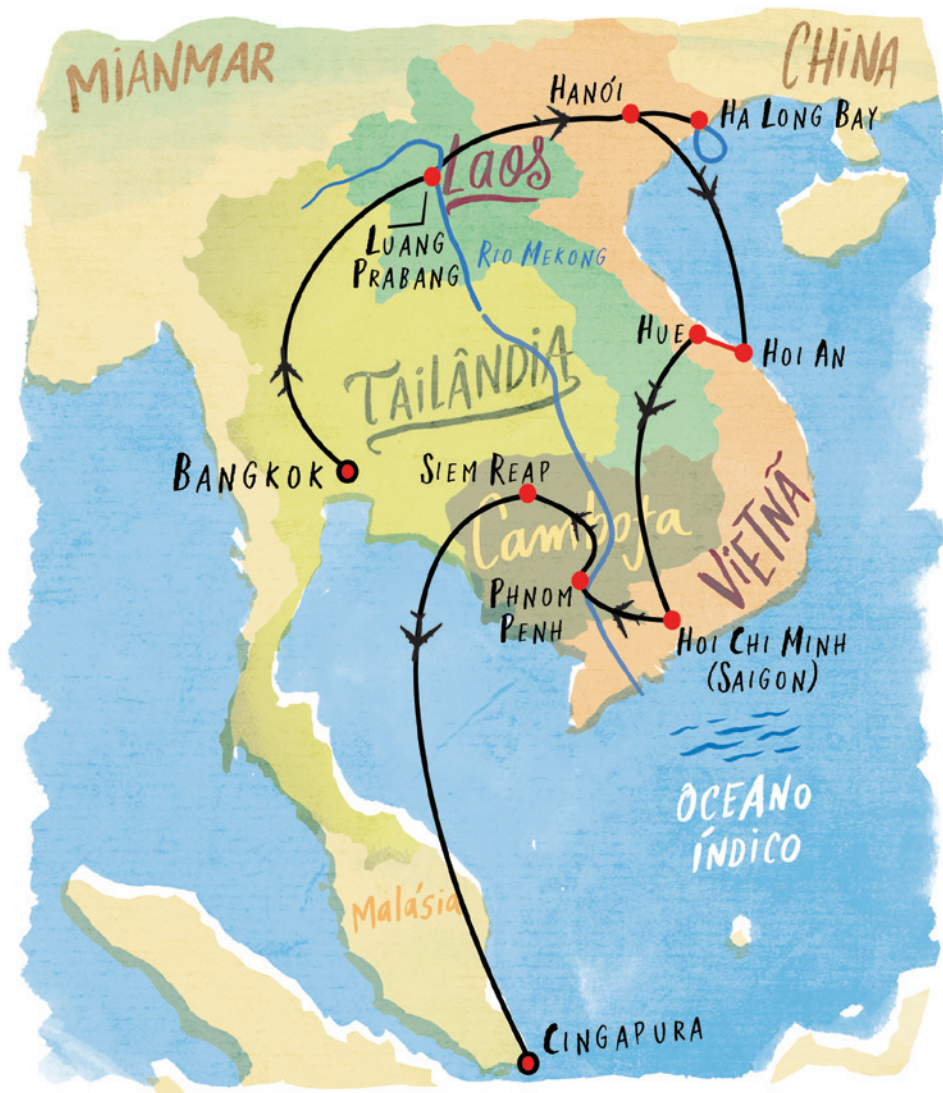 MIANMAR
CHINA
HANÓI
HA LONG BAY
LAOS
LUANG
PRABANG
RIO MEKONG
HUE
HOI AN
TAILÂNDIA
BANGKOK
SIEM REAP
Camboja
VIETNÃ
PHNOM
PENH
HOI CHI MINH
(SAIGON)
OCEANO
ÍNDICO
Malásia
CINGAPURA